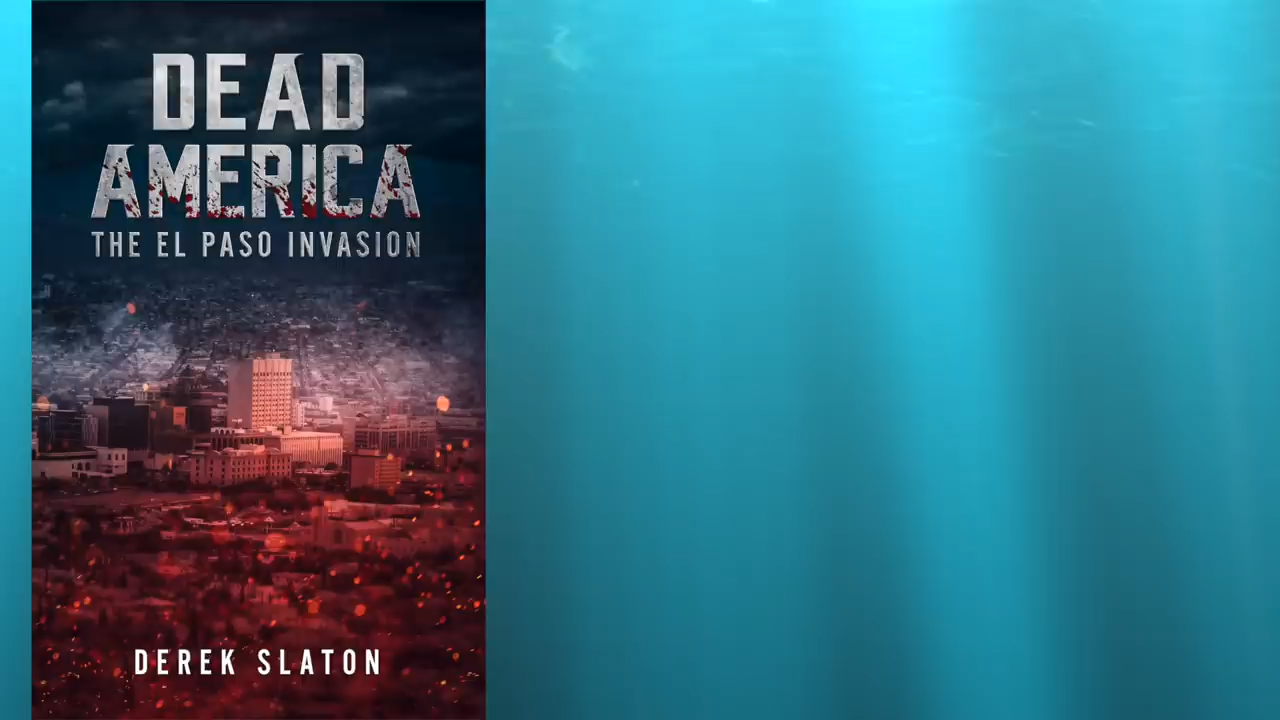 DEAD
AMERICA
THE EL PASO INVASION
DEREK SLATON